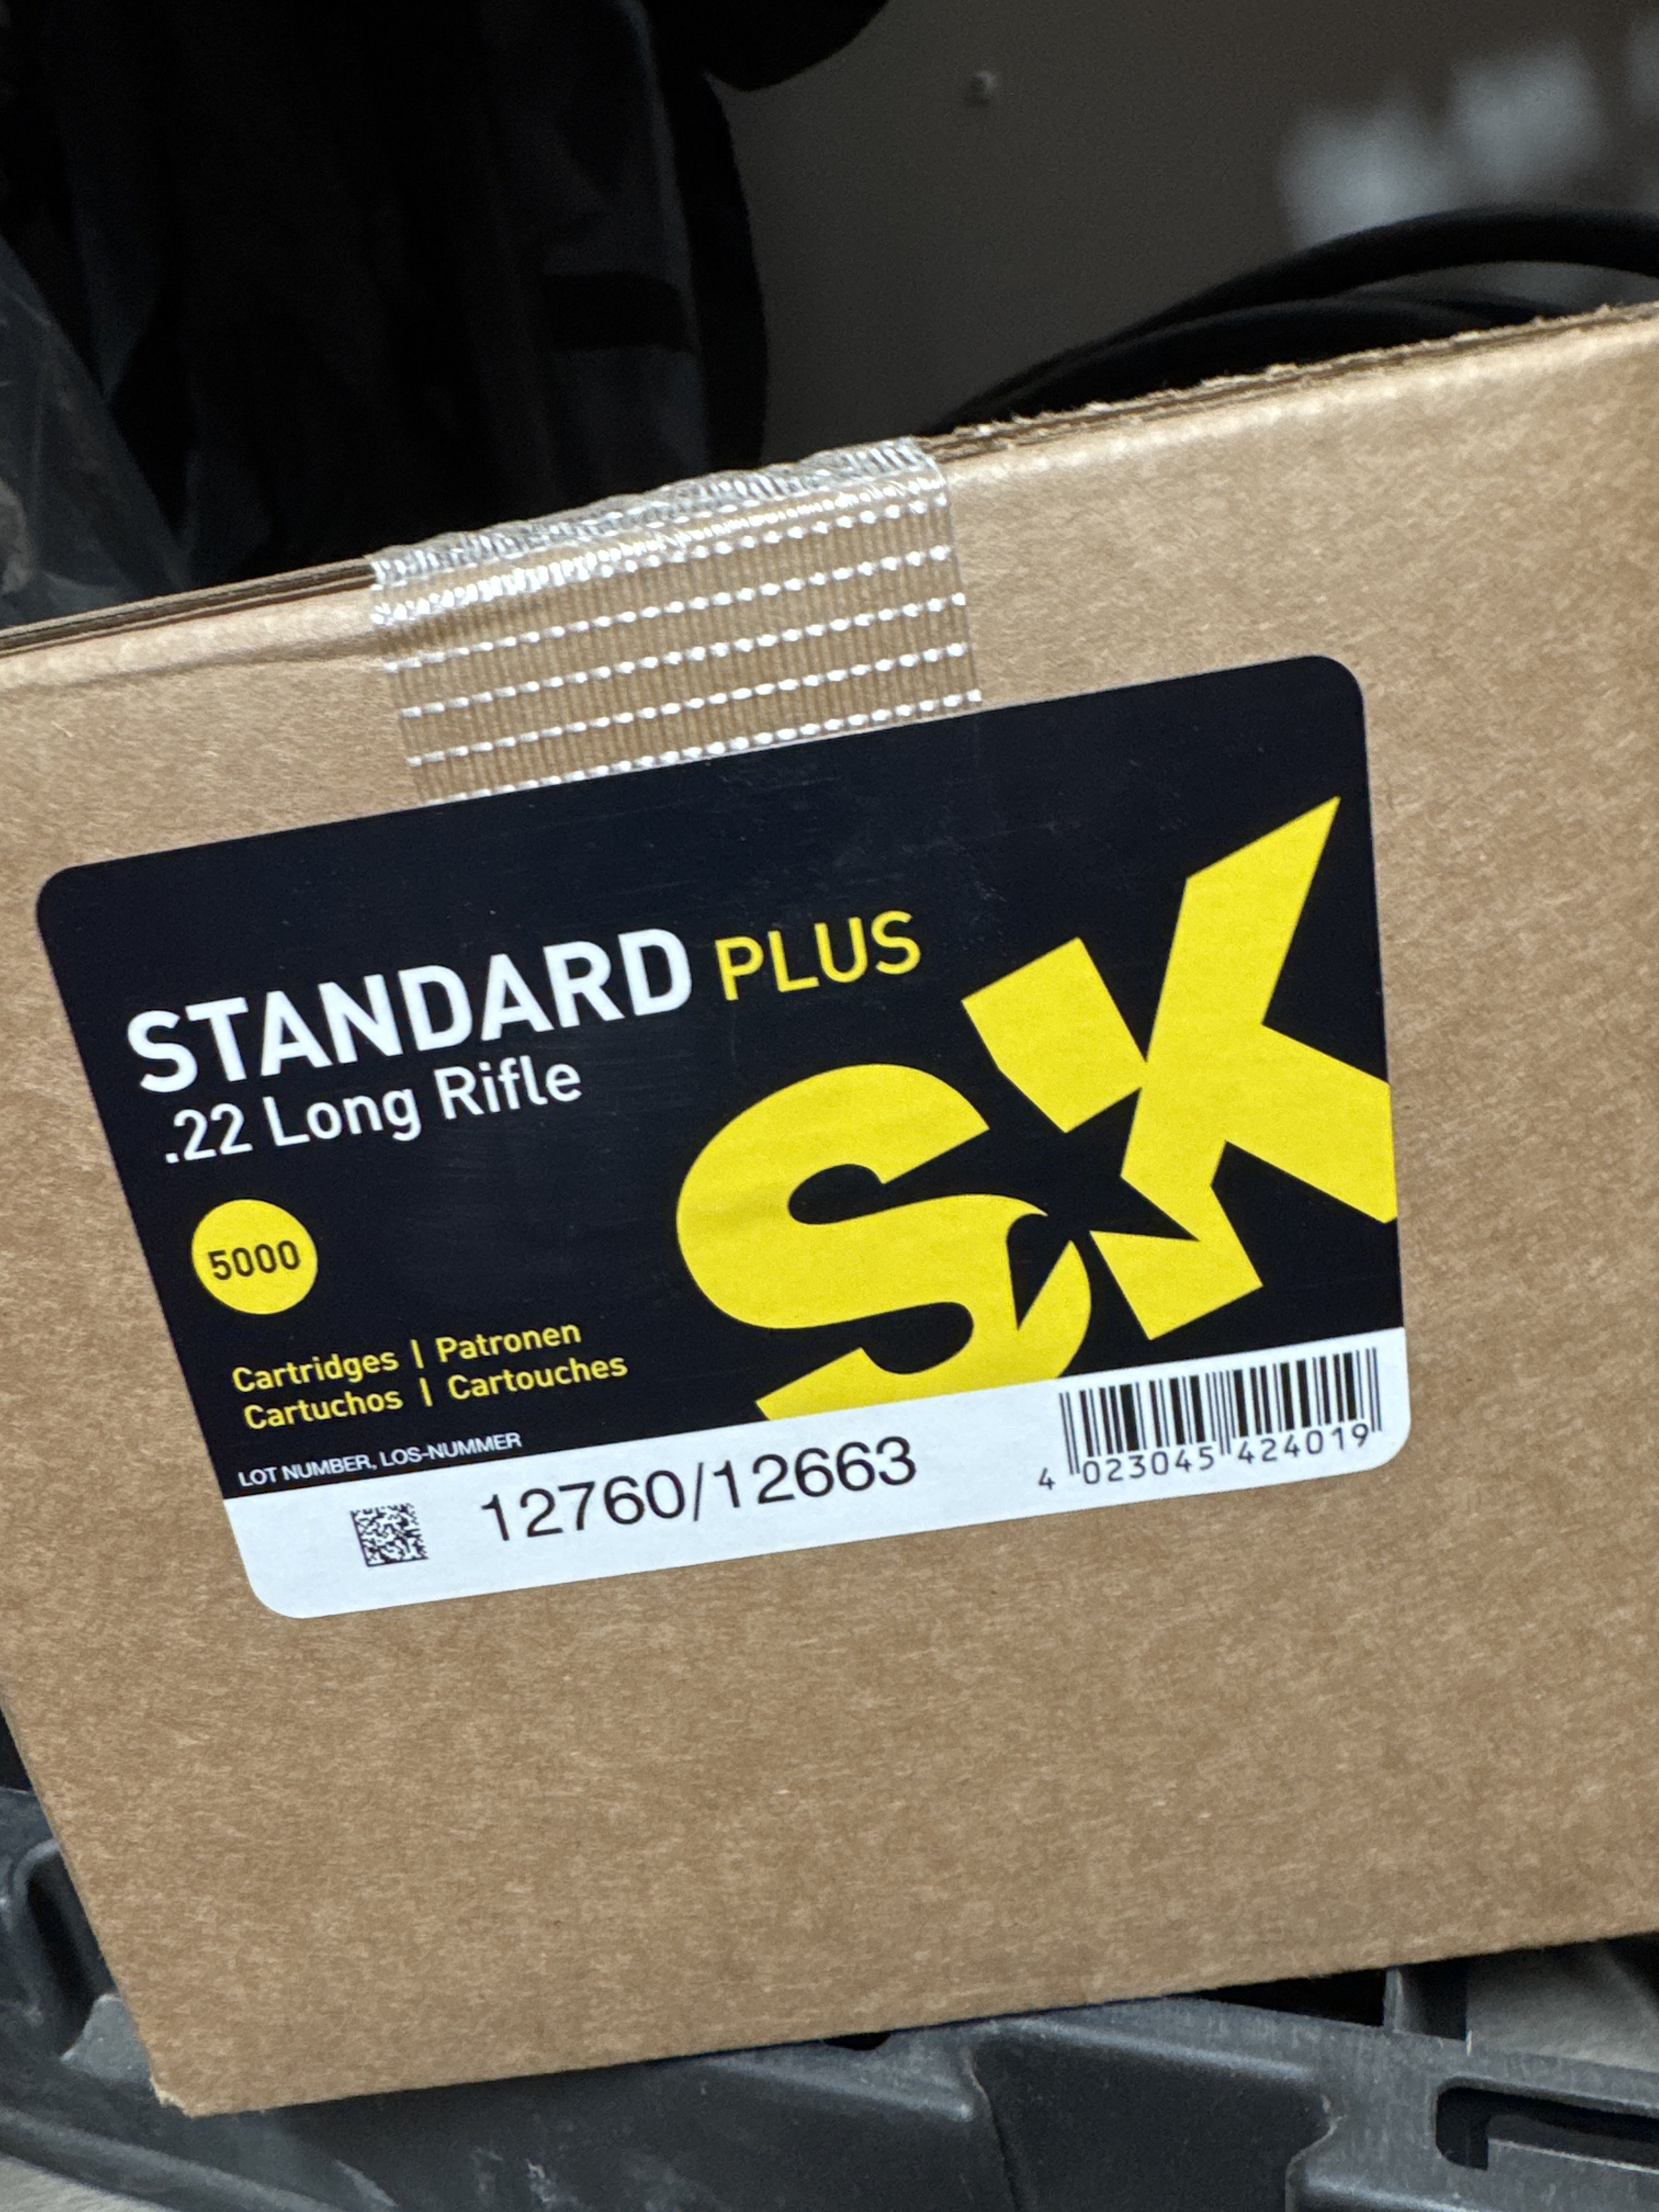 STANDARD PLUS
.22 Long Rifle
SK
5000
Cartridges | Patronen
Cartuchos | Cartouches
LOT NUMBER, LOS-NUMMER
12760/12663
4 023045 424019